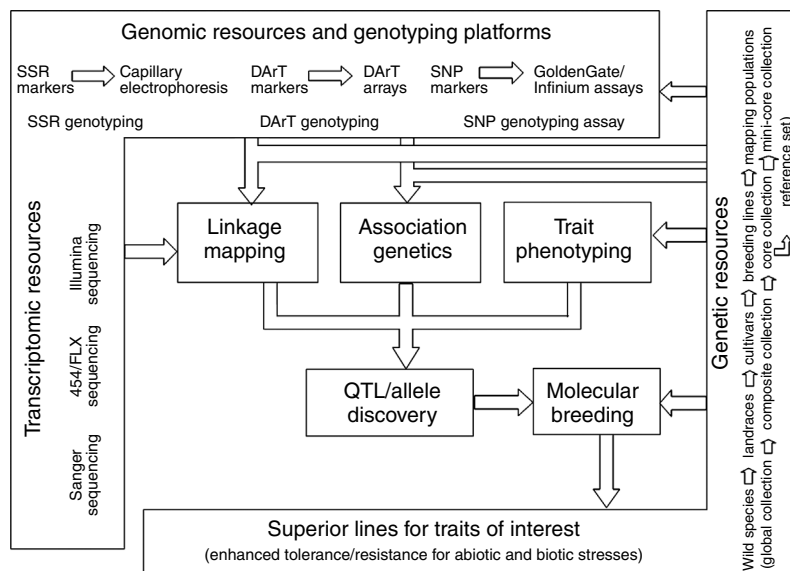 Genomic resources and genotyping platforms
SSR markers
Capillary electrophoresis
DArT markers
DArT arrays
SNP markers
GoldenGate/ Infinium assays
SSR genotyping
DArT genotyping
SNP genotyping assay
Transcriptomic resources
Illumina sequencing
454/FLX sequencing
Sanger sequencing
Linkage mapping
Association genetics
Trait phenotyping
QTL/allele discovery
Molecular breeding
Genetic resources
Wild species ⇨ landraces ⇨ cultivars ⇨ breeding lines ⇨ mapping populations
(global collection ⇨ composite collection ⇨ core collection ⇨ mini-core collection
reference set)
Superior lines for traits of interest
(enhanced tolerance/resistance for abiotic and biotic stresses)